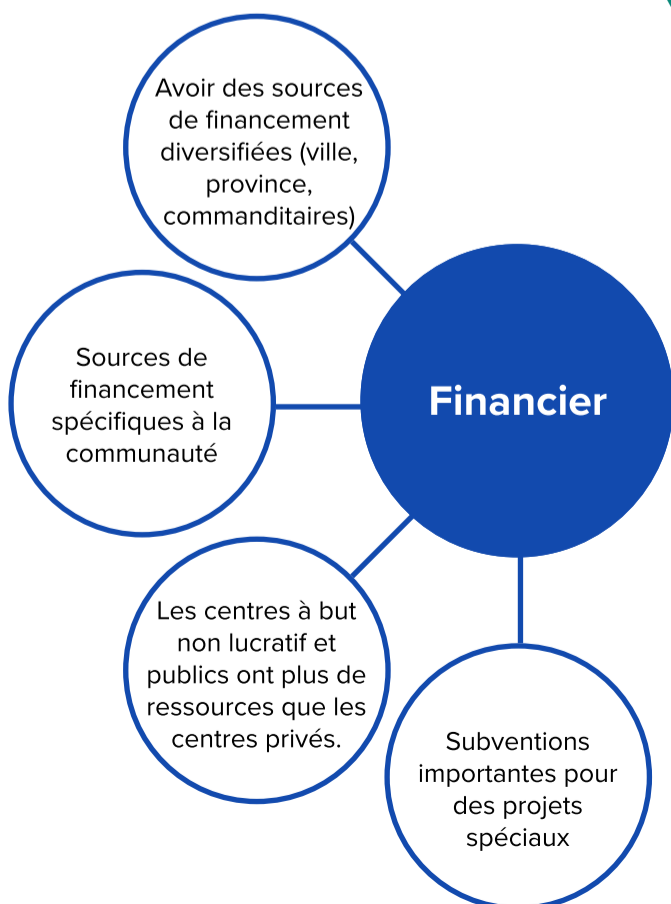 Avoir des sources
de financement
diversifiées (ville,
province,
commanditaires)
Sources de
financement
spécifiques à la
communauté
Financier
Les centres à but
non lucratif et
publics ont plus de
ressources que les
centres privés.
Subventions
importantes pour
des projets
spéciaux